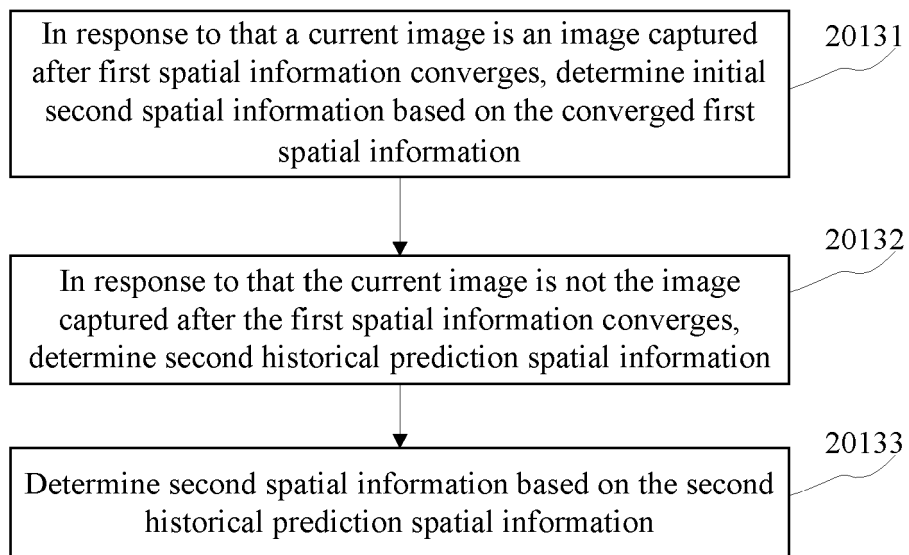 In response to that a current image is an image captured
after first spatial information converges, determine initial
second spatial information based on the converged first
spatial information
20131
In response to that the current image is not the image
captured after the first spatial information converges,
determine second historical prediction spatial information
20132
Determine second spatial information based on the second
historical prediction spatial information
20133